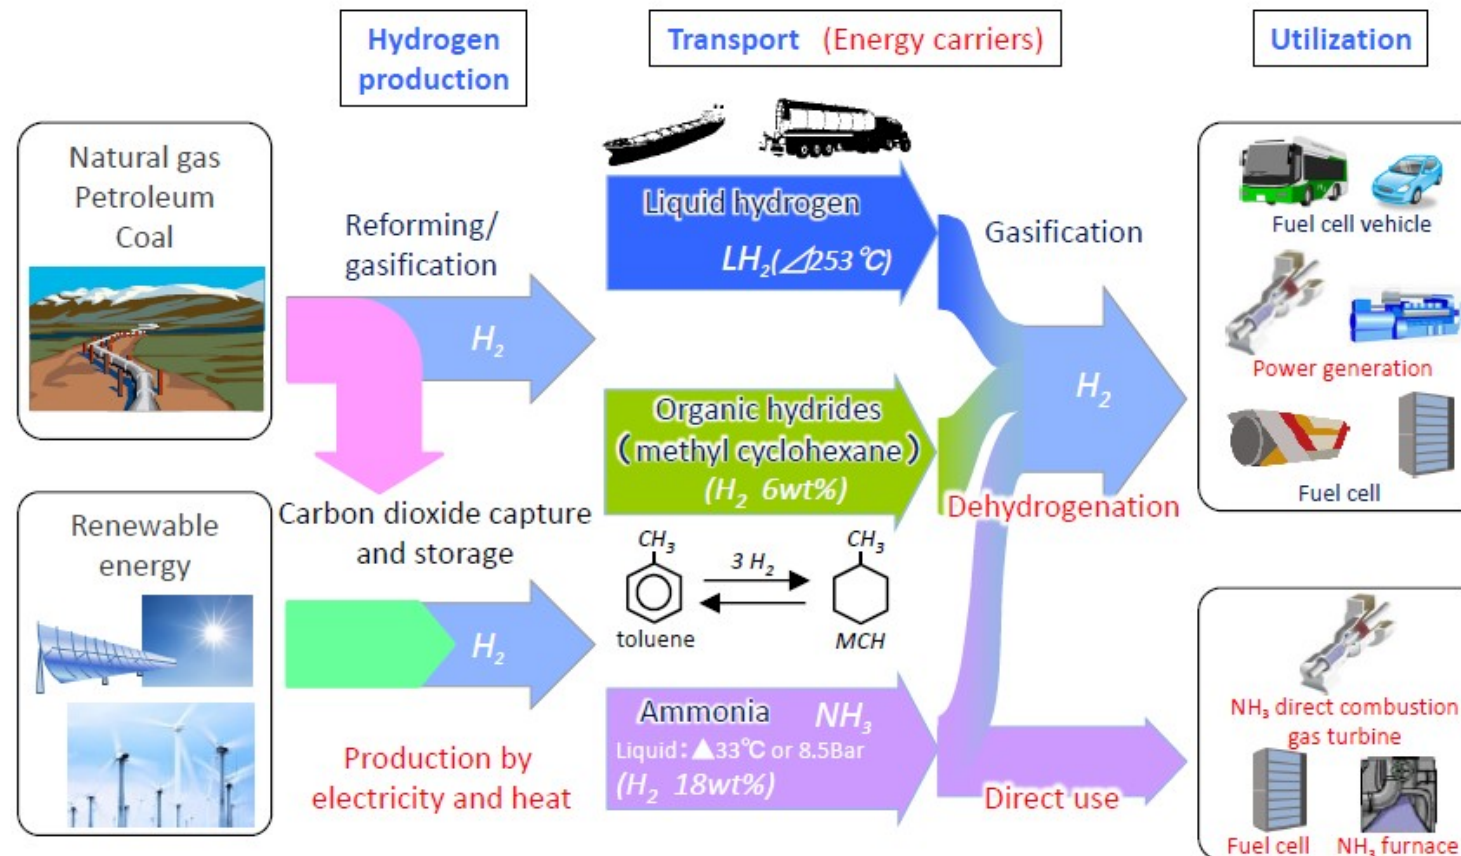 Hydrogen
production
Transport (Energy carriers)
Utilization
Natural gas
Petroleum
Coal
Reforming/
gasification
H₂
Carbon dioxide capture
and storage
Renewable
energy
H₂
Production by
electricity and heat
Liquid hydrogen
LH₂(⊿253℃)
Organic hydrides
(methyl cyclohexane)
(H₂ 6wt%)
CH₃
3 H₂
CH₃
toluene
MCH
Ammonia NH₃
Liquid:▲33℃ or 8.5Bar
(H₂ 18wt%)
Gasification
H₂
Dehydrogenation
Direct use
Fuel cell vehicle
Power generation
Fuel cell
NH₃ direct combustion
gas turbine
Fuel cell
NH₃ furnace